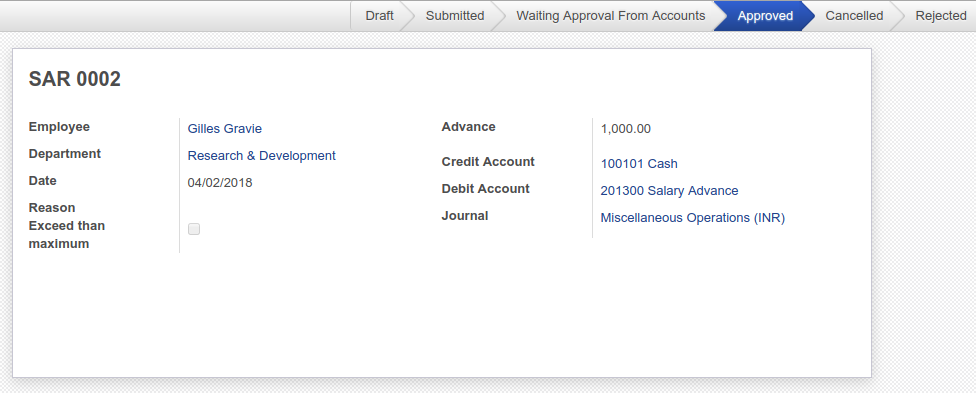 Draft Submitted Waiting Approval From Accounts Approved Cancelled Rejected
SAR 0002
Employee Gilles Gravie
Department Research & Development
Date 04/02/2018
Reason
Exceed than
maximum
Advance 1,000.00
Credit Account 100101 Cash
Debit Account 201300 Salary Advance
Journal Miscellaneous Operations (INR)